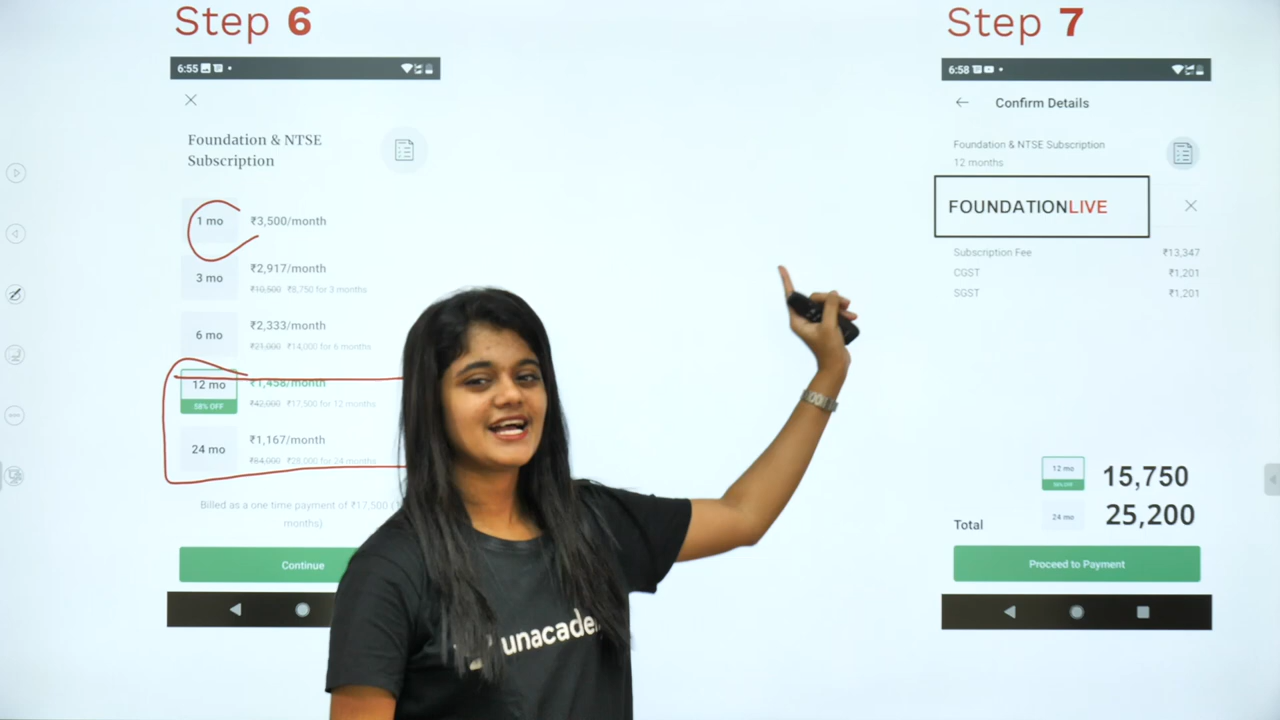 Step 6
6:55
Foundation & NTSE
Subscription
1 mo
₹3,500/month
3 mo
₹2,917/month
₹10,500 ₹8,750 for 3 months
6 mo
₹2,333/month
₹21,000 ₹14,000 for 6 months
12 mo
58% OFF
₹1,458/month
₹42,000 ₹17,500 for 12 months
24 mo
₹1,167/month
₹84,000 ₹28,000 for 24 months
Billed as a one time payment of ₹17,500
months)
Continue
unacade
Step 7
6:58
Confirm Details
Foundation & NTSE Subscription
12 months
FOUNDATIONLIVE
Subscription Fee ₹13,347
CGST ₹1,201
SGST ₹1,201
12 mo
58% OFF
15,750
24 mo
25,200
Total
Proceed to Payment